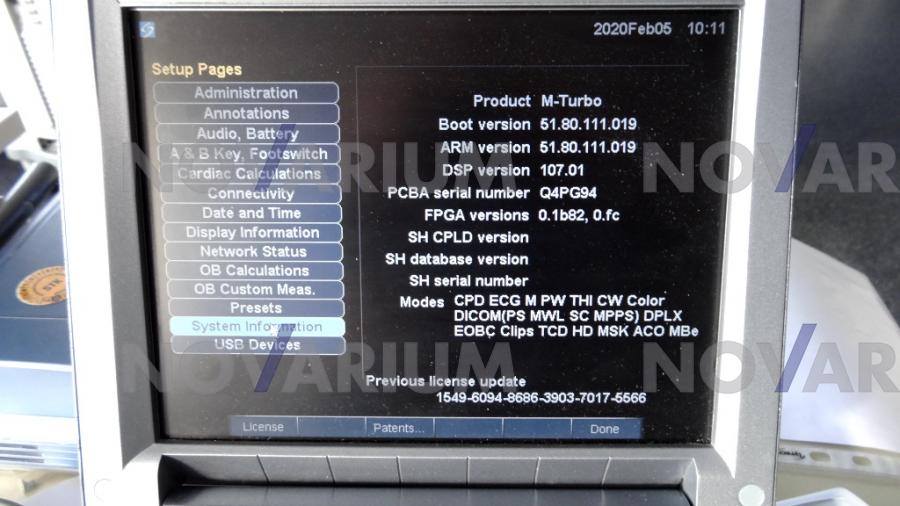 2020Feb05 10:11
Setup Pages
Administration
Annotations
Audio, Battery
A & B Key, Footswitch
Cardiac Calculations
Connectivity
Date and Time
Display Information
Network Status
OB Calculations
OB Custom Meas.
Presets
System Information
USB Devices
Product M-Turbo
Boot version 51.80.111.019
ARM version 51.80.111.019
DSP version 107.01
PCBA serial number Q4PG94
FPGA versions 0.1b82, 0.fc
SH CPLD version
SH database version
SH serial number
Modes CPD ECG M PW THI CW Color
DICOM(PS MWL SC MPPS) DPLX
EOBC Clips TCD HD MSK ACO MBe
Previous license update
1549-6094-8686-3903-7017-5566
License Patents... Done
NOVARIUM NOVAR
NOVARIUM NOVAR